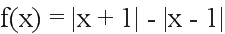 f(x) = |x + 1| - |x - 1|